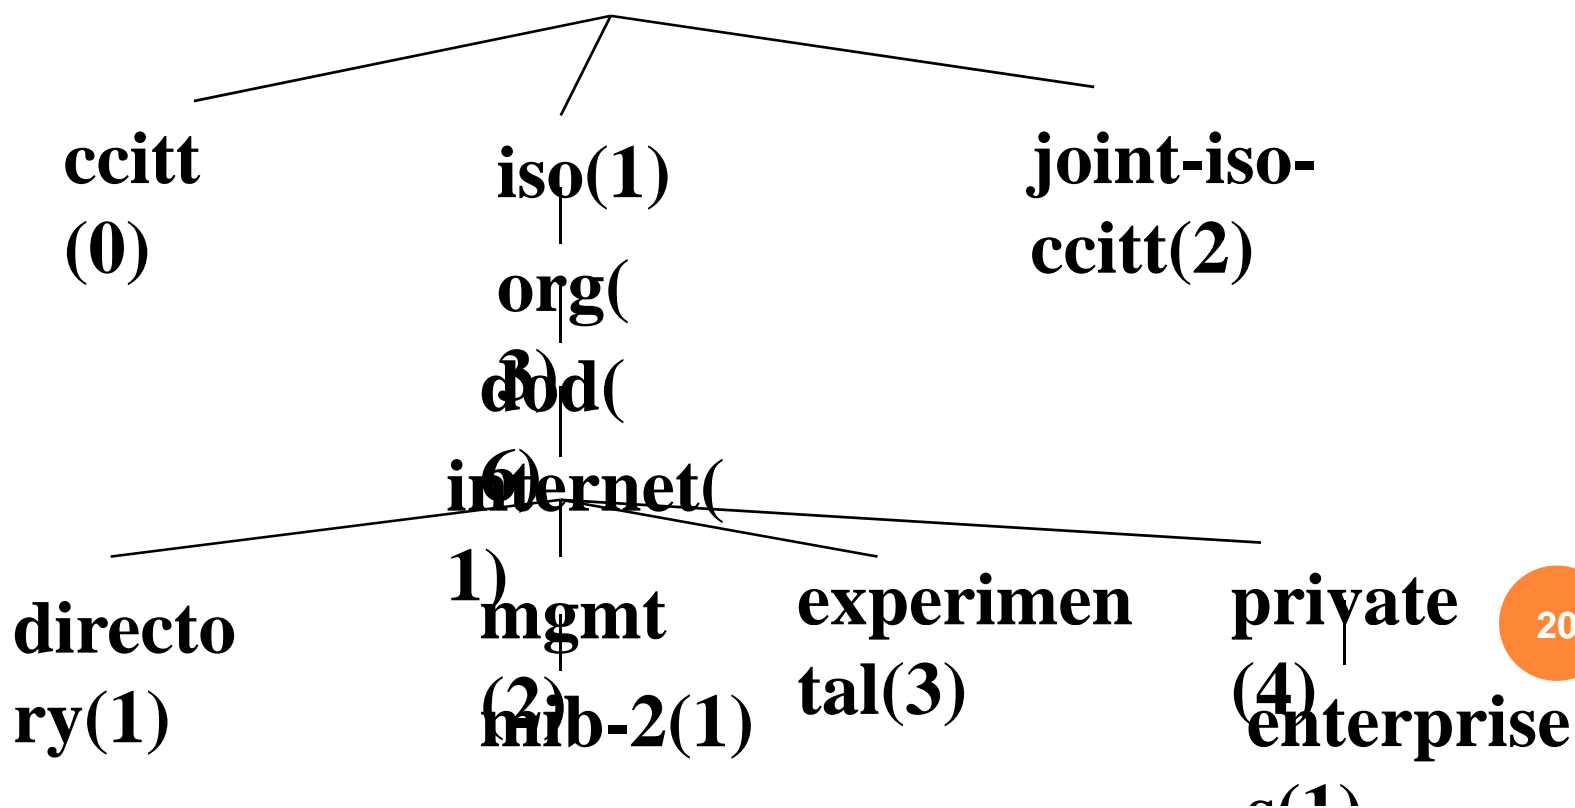 ccitt
(0)
iso(1)
joint-iso-
ccitt(2)
org(
3)
dod(
6)
internet(
1)
directo
ry(1)
mgmt
(2)
mib-2(1)
experimen
tal(3)
private
(4)
enterprise
s(1)
20